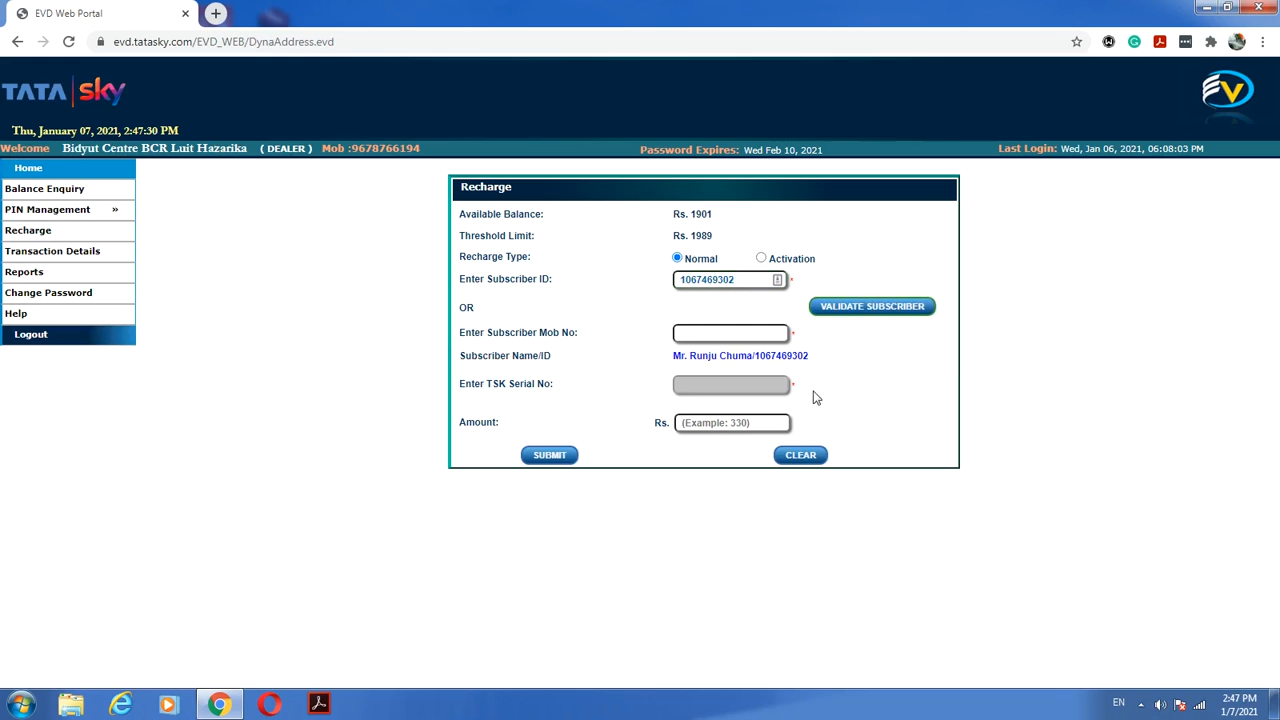 EVD Web Portal
evd.tatasky.com/EVD_WEB/DynaAddress.evd
TATA sky
EV
Thu, January 07, 2021, 2:47:30 PM
Welcome Bidyut Centre BCR Luit Hazarika ( DEALER ) Mob :9678766194 Password Expires: Wed Feb 10, 2021 Last Login: Wed, Jan 06, 2021, 06:08:03 PM
Home
Balance Enquiry
PIN Management »
Recharge
Transaction Details
Reports
Change Password
Help
Logout
Recharge
Available Balance: Rs. 1901
Threshold Limit: Rs. 1989
Recharge Type: Normal Activation
Enter Subscriber ID: 1067469302 *
OR VALIDATE SUBSCRIBER
Enter Subscriber Mob No: *
Subscriber Name/ID Mr. Runju Chuma/1067469302
Enter TSK Serial No: *
Amount: Rs. (Example: 330)
SUBMIT CLEAR
EN 2:47 PM
1/7/2021